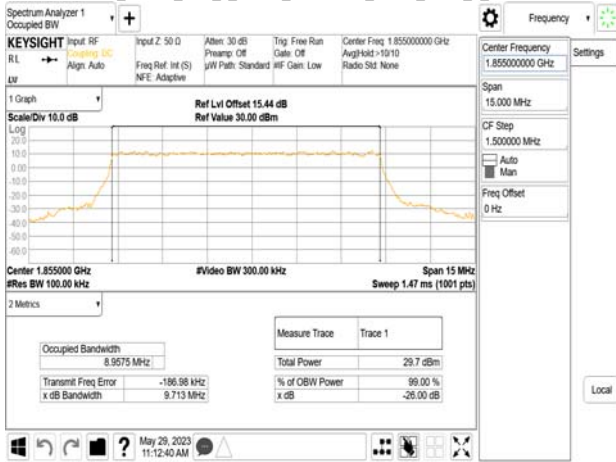 Spectrum Analyzer 1
Occupied BW
Frequency
KEYSIGHT Input: RF
RL
Coupling: DC
Align: Auto
LW
Input Z: 50 Ω
Freq Ref: Int (S)
NFE: Adaptive
Atten: 30 dB
Preamp: Off
µW Path: Standard
Trig: Free Run
Gate: Off
#IF Gain: Low
Center Freq: 1.855000000 GHz
Avg|Hold:>10/10
Radio Std: None
Center Frequency
1.855000000 GHz
Settings
Span
15.000 MHz
CF Step
1.500000 MHz
Auto
Man
Freq Offset
0 Hz
Local
1 Graph
Scale/Div 10.0 dB
Ref Lvl Offset 15.44 dB
Ref Value 30.00 dBm
Log
20.0
10.0
0.00
-10.0
-20.0
-30.0
-40.0
-50.0
-60.0
Center 1.855000 GHz
#Video BW 300.00 kHz
Span 15 MHz
#Res BW 100.00 kHz
Sweep 1.47 ms (1001 pts)
2 Metrics
Measure Trace Trace 1
Occupied Bandwidth
8.9575 MHz
Total Power 29.7 dBm
Transmit Freq Error -186.98 kHz
% of OBW Power 99.00 %
x dB Bandwidth 9.713 MHz
x dB -26.00 dB
May 29, 2023
11:12:40 AM